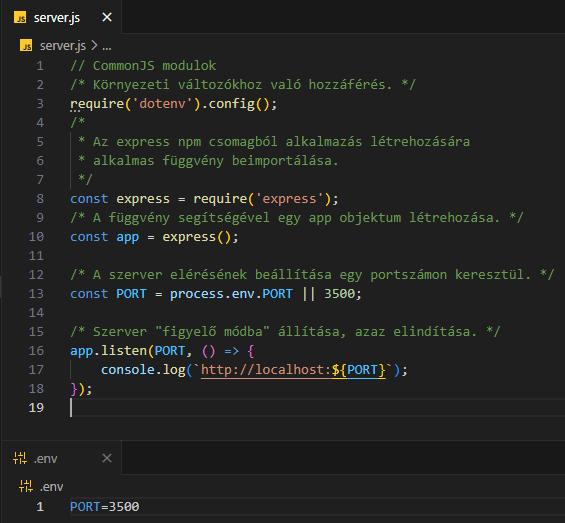 JS server.js ×
JS server.js > ...
1 // CommonJS modulok
2 /* Környezeti változókhoz való hozzáférés. */
3 require('dotenv').config();
4 /*
5  * Az express npm csomagból alkalmazás létrehozására
6  * alkalmas függvény beimportálása.
7  */
8 const express = require('express');
9 /* A függvény segítségével egy app objektum létrehozása. */
10 const app = express();
11
12 /* A szerver elérésének beállítása egy portszámon keresztül. */
13 const PORT = process.env.PORT || 3500;
14
15 /* Szerver "figyelő módba" állítása, azaz elindítása. */
16 app.listen(PORT, () => {
17     console.log(`http://localhost:${PORT}`);
18 });
19
.env ×
.env
1 PORT=3500